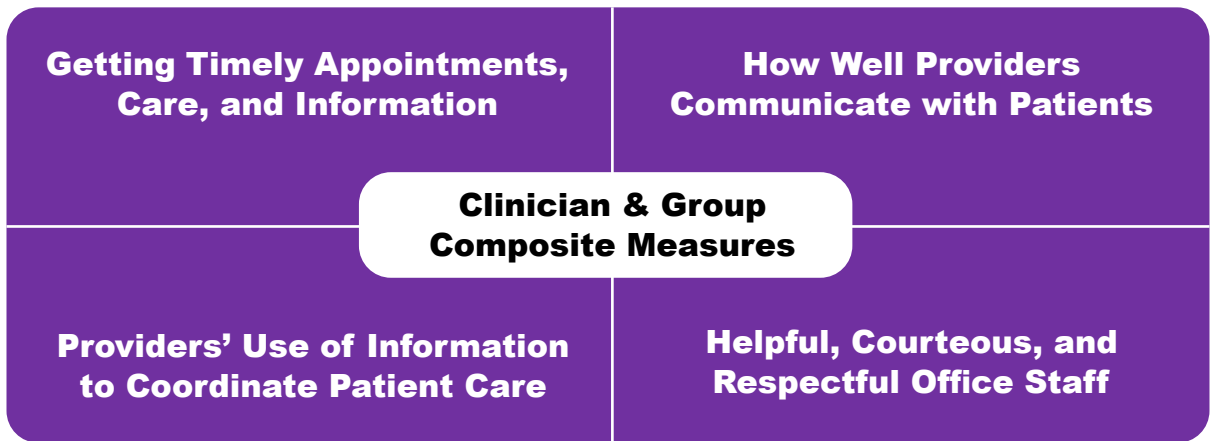 Getting Timely Appointments,
Care, and Information
How Well Providers
Communicate with Patients
Clinician & Group
Composite Measures
Providers’ Use of Information
to Coordinate Patient Care
Helpful, Courteous, and
Respectful Office Staff